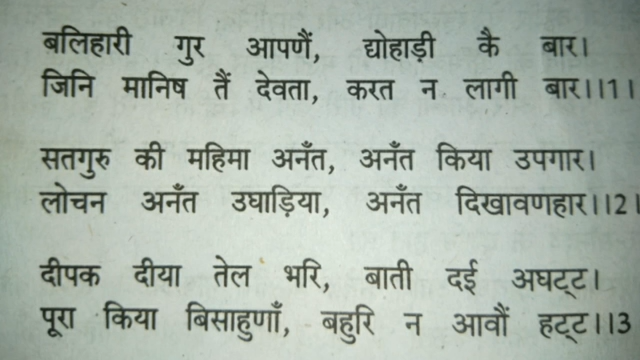 बलिहारी गुर आपणैं, द्योहाड़ी कै बार।
जिनि मानिष तैं देवता, करत न लागी बार।।1।
सतगुरु की महिमा अनँत, अनँत किया उपगार।
लोचन अनँत उघाड़िया, अनँत दिखावणहार।।2।
दीपक दीया तेल भरि, बाती दई अघट्ट।
पूरा किया बिसाहुणाँ, बहुरि न आवौं हट्ट।।3